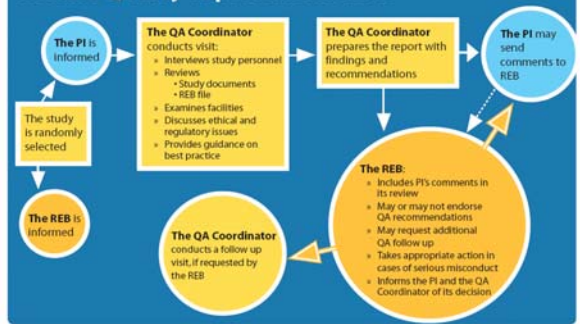 The study
is randomly
selected
The PI is
informed
The REB is
informed
The QA Coordinator
conducts visit:
» Interviews study personnel
» Reviews
• Study documents
• REB file
» Examines facilities
» Discusses ethical and
regulatory issues
» Provides guidance on
best practice
The QA Coordinator
prepares the report with
findings and
recommendations
The PI may
send
comments to
REB
The REB:
» Includes PI's comments in
its review
» May or may not endorse
QA recommendations
» May request additional
QA follow up
» Takes appropriate action in
cases of serious misconduct
» Informs the PI and the QA
Coordinator of its decision
The QA Coordinator
conducts a follow up
visit, if requested by
the REB